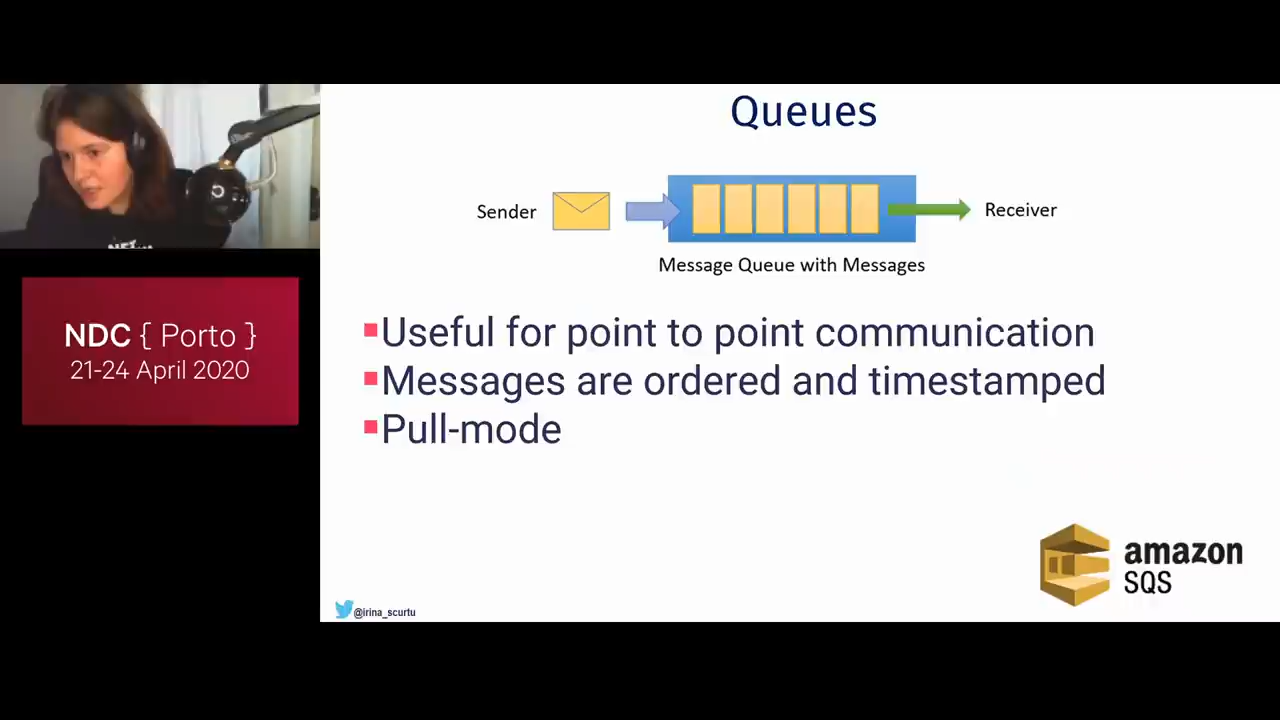 Queues
Sender
Receiver
Message Queue with Messages
NDC { Porto }
21-24 April 2020
Useful for point to point communication
Messages are ordered and timestamped
Pull-mode
amazon
SQS
@irina_scurtu
.NET